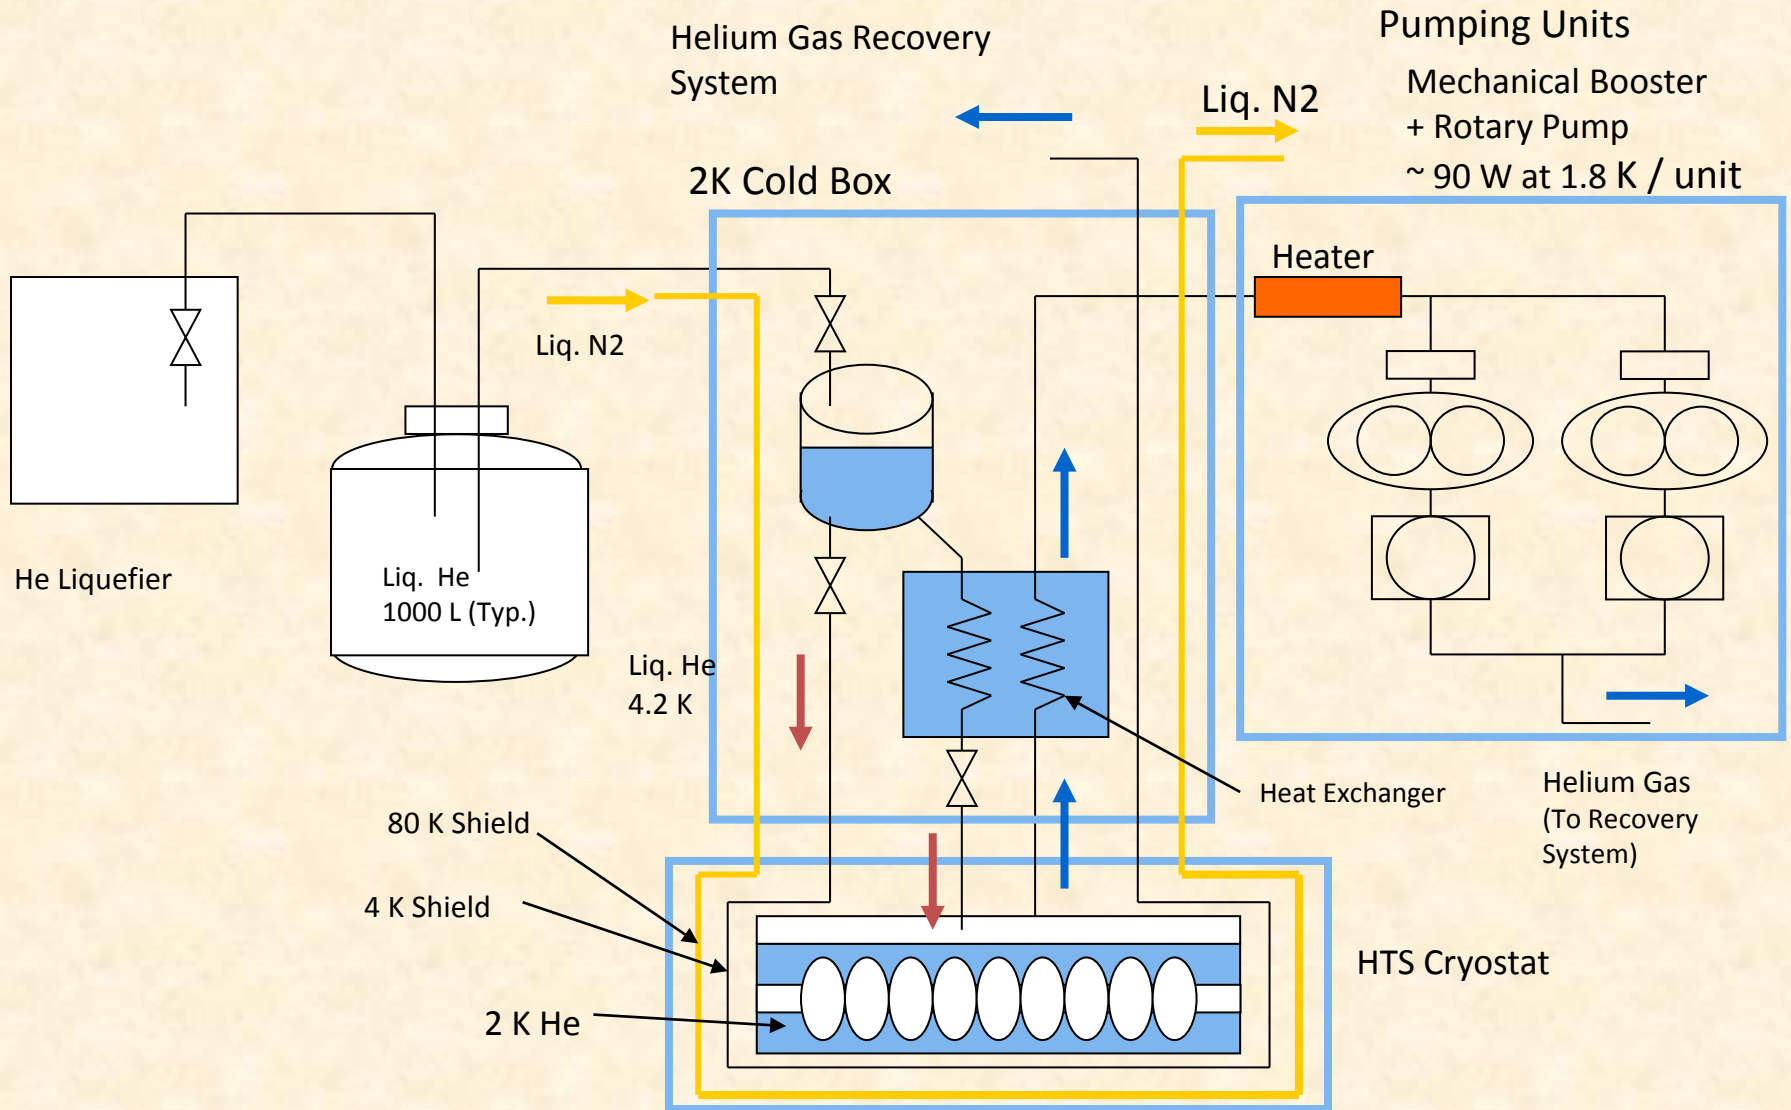 Helium Gas Recovery
System
Pumping Units
Mechanical Booster
+ Rotary Pump
~ 90 W at 1.8 K / unit
Liq. N2
2K Cold Box
Heater
Liq. N2
He Liquefier
Liq. He
1000 L (Typ.)
Liq. He
4.2 K
Heat Exchanger
Helium Gas
(To Recovery
System)
80 K Shield
4 K Shield
HTS Cryostat
2 K He